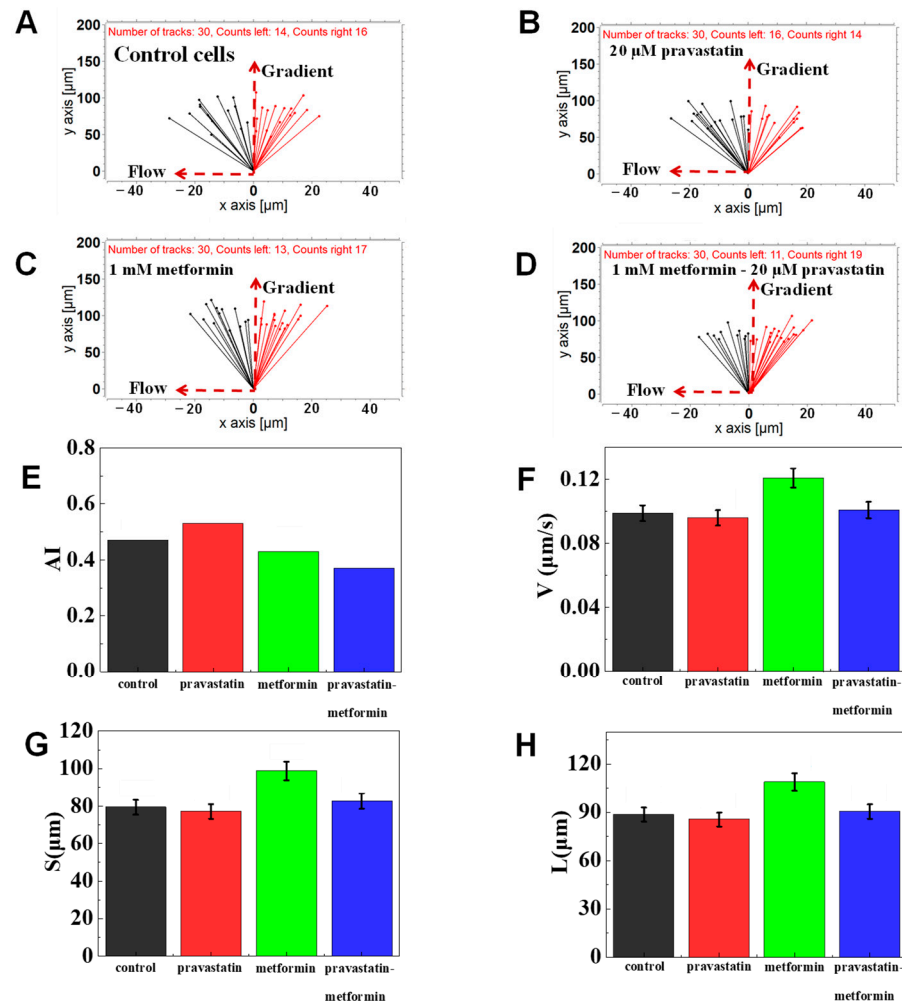 A
Number of tracks: 30, Counts left: 14, Counts right 16
Control cells
Gradient
Flow
y axis [µm]
200
150
100
50
0
−40 −20 0 20 40
x axis [µm]
B
Number of tracks: 30, Counts left: 16, Counts right: 14
20 µM pravastatin
Gradient
Flow
y axis [µm]
200
150
100
50
0
−40 −20 0 20 40
x axis [µm]
C
Number of tracks: 30, Counts left: 13, Counts right 17
1 mM metformin
Gradient
Flow
y axis [µm]
200
150
100
50
0
−40 −20 0 20 40
x axis [µm]
D
Number of tracks: 30, Counts left: 11, Counts right 19
1 mM metformin - 20 µM pravastatin
Gradient
Flow
y axis [µm]
200
150
100
50
0
−40 −20 0 20 40
x axis [µm]
E
AI
0.8
0.6
0.4
0.2
0.0
control pravastatin metformin pravastatin-
metformin
F
V (µm/s)
0.12
0.08
0.04
0.00
control pravastatin metformin pravastatin-
metformin
G
S(µm)
120
100
80
60
40
20
0
control pravastatin metformin pravastatin-
metformin
H
L(µm)
120
90
60
30
0
control pravastatin metformin pravastatin-
metformin